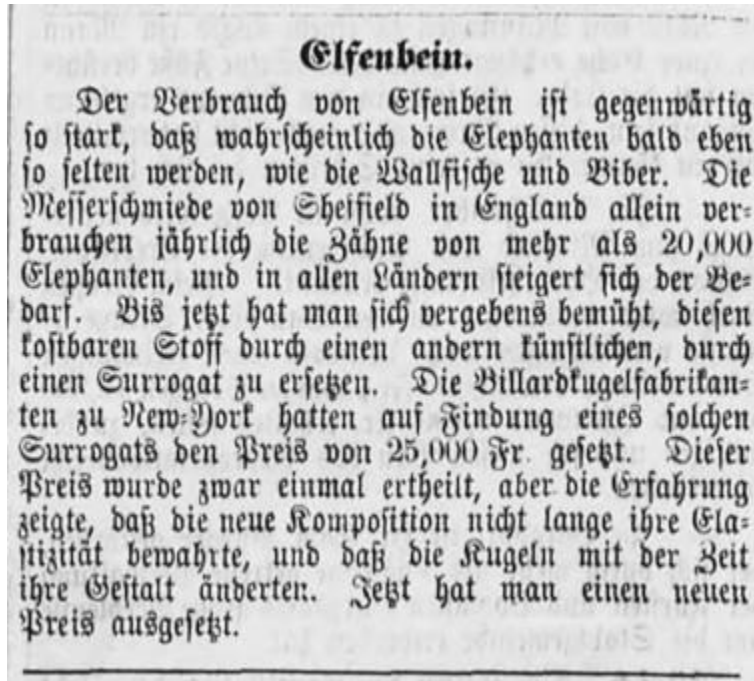 Elfenbein.
Der Verbrauch von Elfenbein ist gegenwärtig
so stark, daß wahrscheinlich die Elephanten bald eben
so selten werden, wie die Wallfische und Biber. Die
Messerschmiede von Sheffield in England allein ver-
brauchen jährlich die Zähne von mehr als 20,000
Elephanten, und in allen Ländern steigert sich der Be-
darf. Bis jetzt hat man sich vergebens bemüht, diesen
kostbaren Stoff durch einen andern künstlichen, durch
einen Surrogat zu ersetzen. Die Billardkugelfabrikan-
ten zu New-York hatten auf Findung eines solchen
Surrogats den Preis von 25,000 Fr gesetzt. Dieser
Preis wurde zwar einmal ertheilt, aber die Erfahrung
zeigte, daß die neue Komposition nicht lange ihre Ela-
stizität bewahrte, und daß die Kugeln mit der Zeit
ihre Gestalt änderten. Jetzt hat man einen neuen
Preis ausgesetzt.